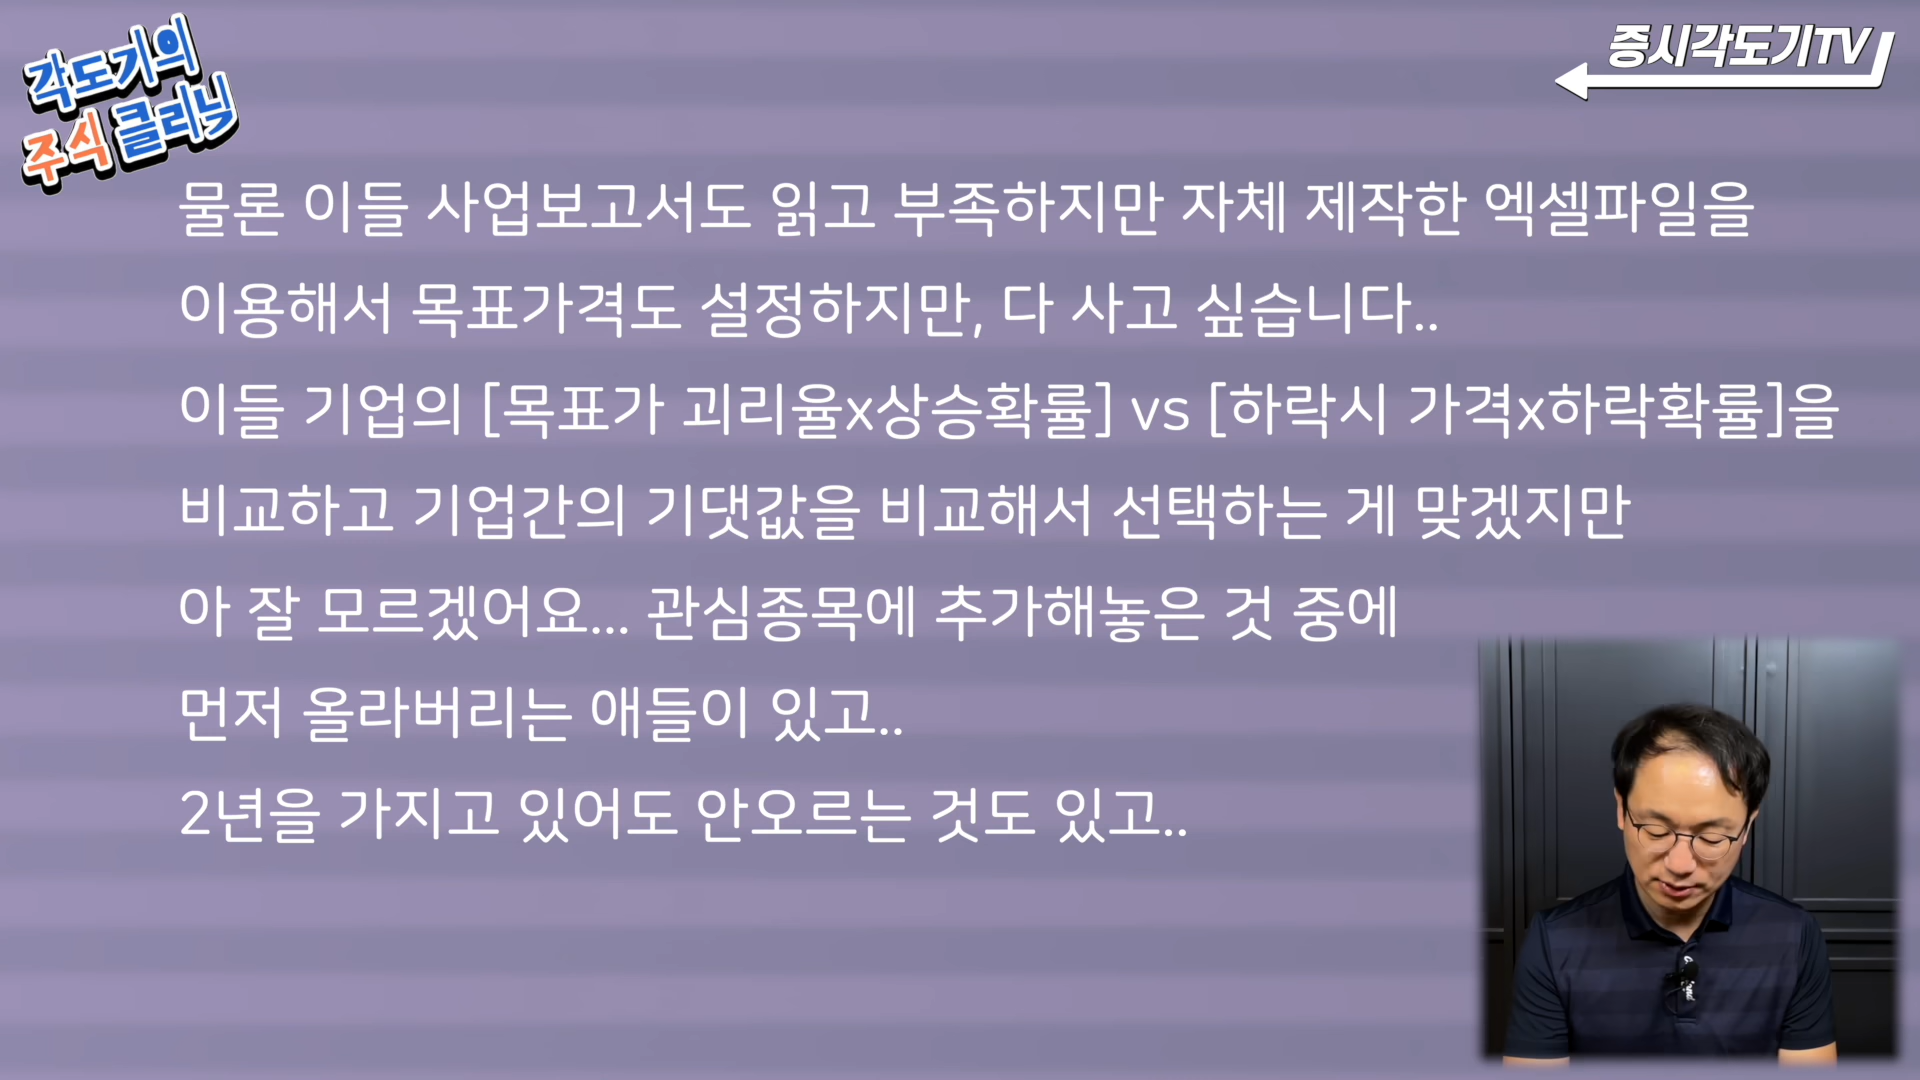 각도기의
주식 클리닉
증시각도기TV
물론 이들 사업보고서도 읽고 부족하지만 자체 제작한 엑셀파일을
이용해서 목표가격도 설정하지만, 다 사고 싶습니다..
이들 기업의 [목표가 괴리율x상승확률] vs [하락시 가격x하락확률]을
비교하고 기업간의 기댓값을 비교해서 선택하는 게 맞겠지만
아 잘 모르겠어요... 관심종목에 추가해놓은 것 중에
먼저 올라버리는 애들이 있고..
2년을 가지고 있어도 안오르는 것도 있고..